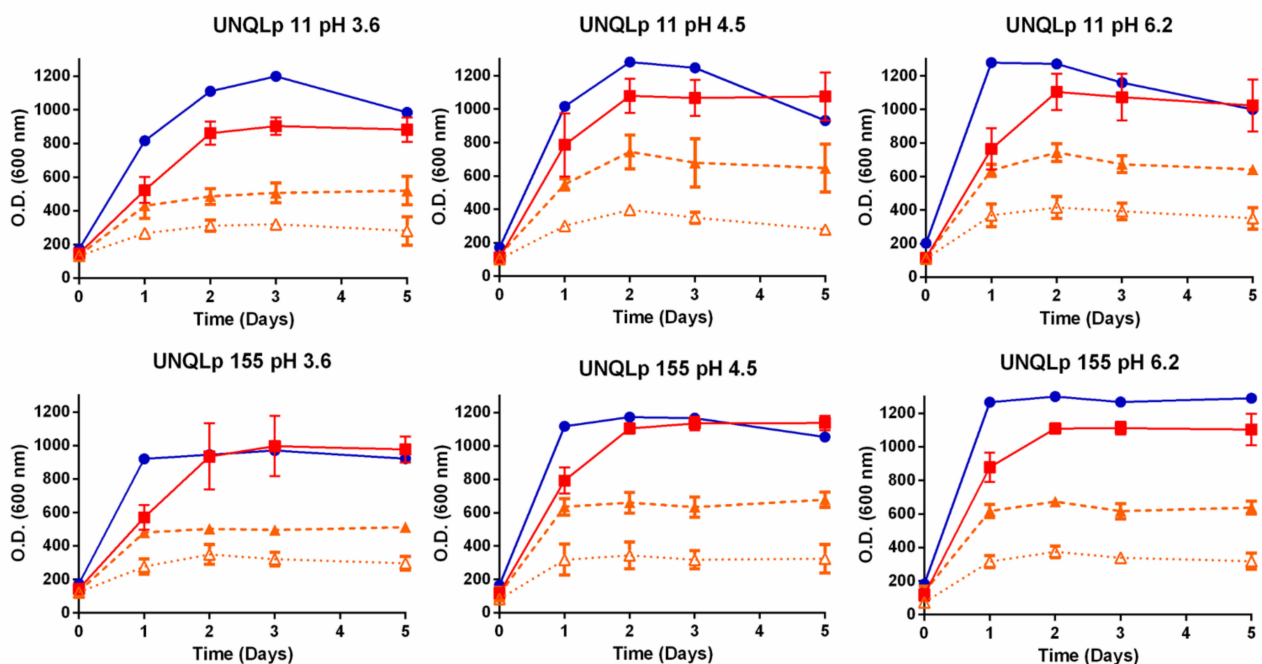 UNQLp 11 pH 3.6
UNQLp 11 pH 4.5
UNQLp 11 pH 6.2
O.D. (600 nm)
1200
1000
800
600
400
200
0
0 1 2 3 4 5
Time (Days)
O.D. (600 nm)
1200
1000
800
600
400
200
0
0 1 2 3 4 5
Time (Days)
O.D. (600 nm)
1200
1000
800
600
400
200
0
0 1 2 3 4 5
Time (Days)
UNQLp 155 pH 3.6
UNQLp 155 pH 4.5
UNQLp 155 pH 6.2
O.D. (600 nm)
1200
1000
800
600
400
200
0
0 1 2 3 4 5
Time (Days)
O.D. (600 nm)
1200
1000
800
600
400
200
0
0 1 2 3 4 5
Time (Days)
O.D. (600 nm)
1200
1000
800
600
400
200
0
0 1 2 3 4 5
Time (Days)